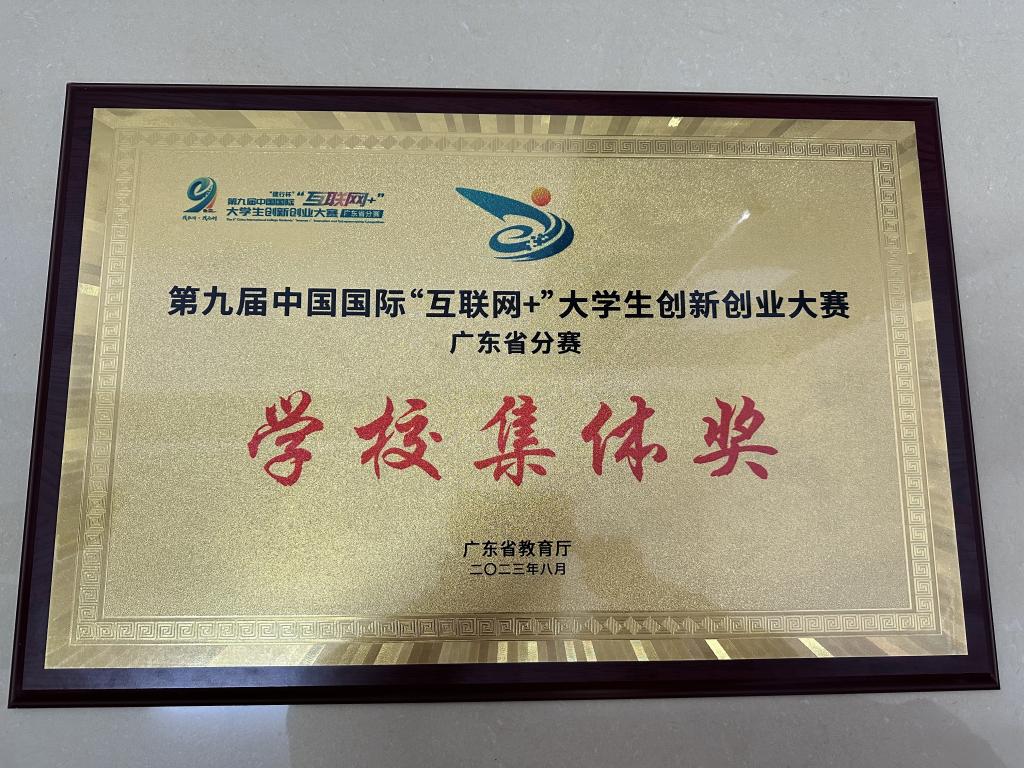 “建行杯”
第九届中国国际“互联网+”
大学生创新创业大赛 广东省分赛
第九届中国国际“互联网+”大学生创新创业大赛
广东省分赛
学校集体奖
广东省教育厅
二〇二三年八月